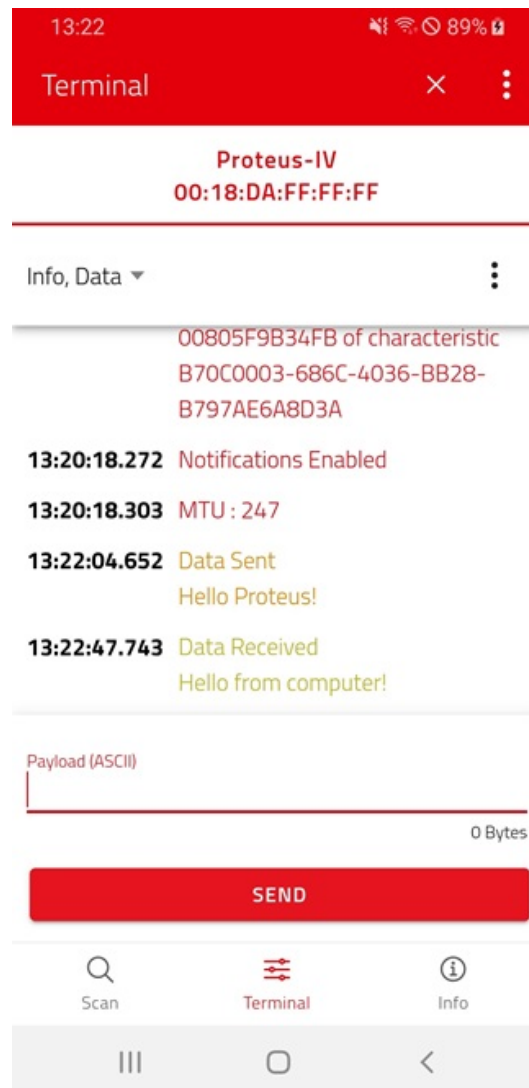 13:22 89%
Terminal
Proteus-IV
00:18:DA:FF:FF:FF
Info, Data
00805F9B34FB of characteristic
B70C0003-686C-4036-BB28-
B797AE6A8D3A
13:20:18.272 Notifications Enabled
13:20:18.303 MTU : 247
13:22:04.652 Data Sent
Hello Proteus!
13:22:47.743 Data Received
Hello from computer!
Payload (ASCII)
0 Bytes
SEND
Scan Terminal Info